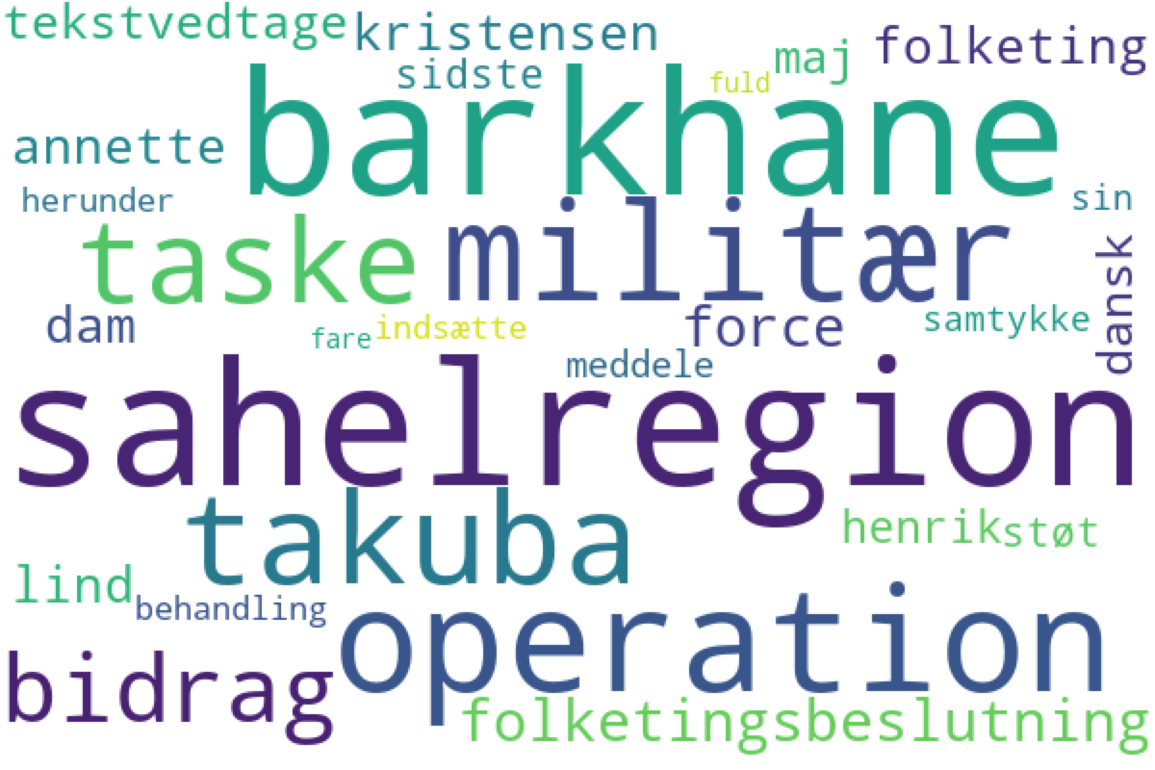 tekstvedtage kristensen maj folketing
sidste fuld
barkhane
annette
herunder sin
taske militær
dansk
dam fare indsætte force samtykke
meddele
sahelregion
takuba henrik støt
lind
behandling operation
bidrag
folketingsbeslutning